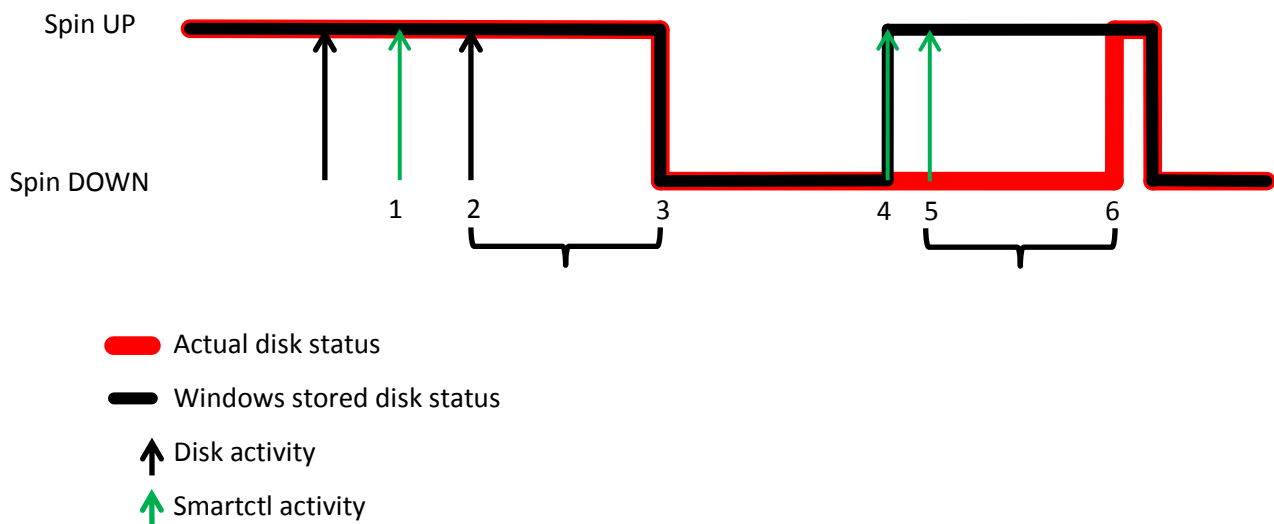 Spin UP
Spin DOWN
1 2 3 4 5 6
Actual disk status
Windows stored disk status
Disk activity
Smartctl activity